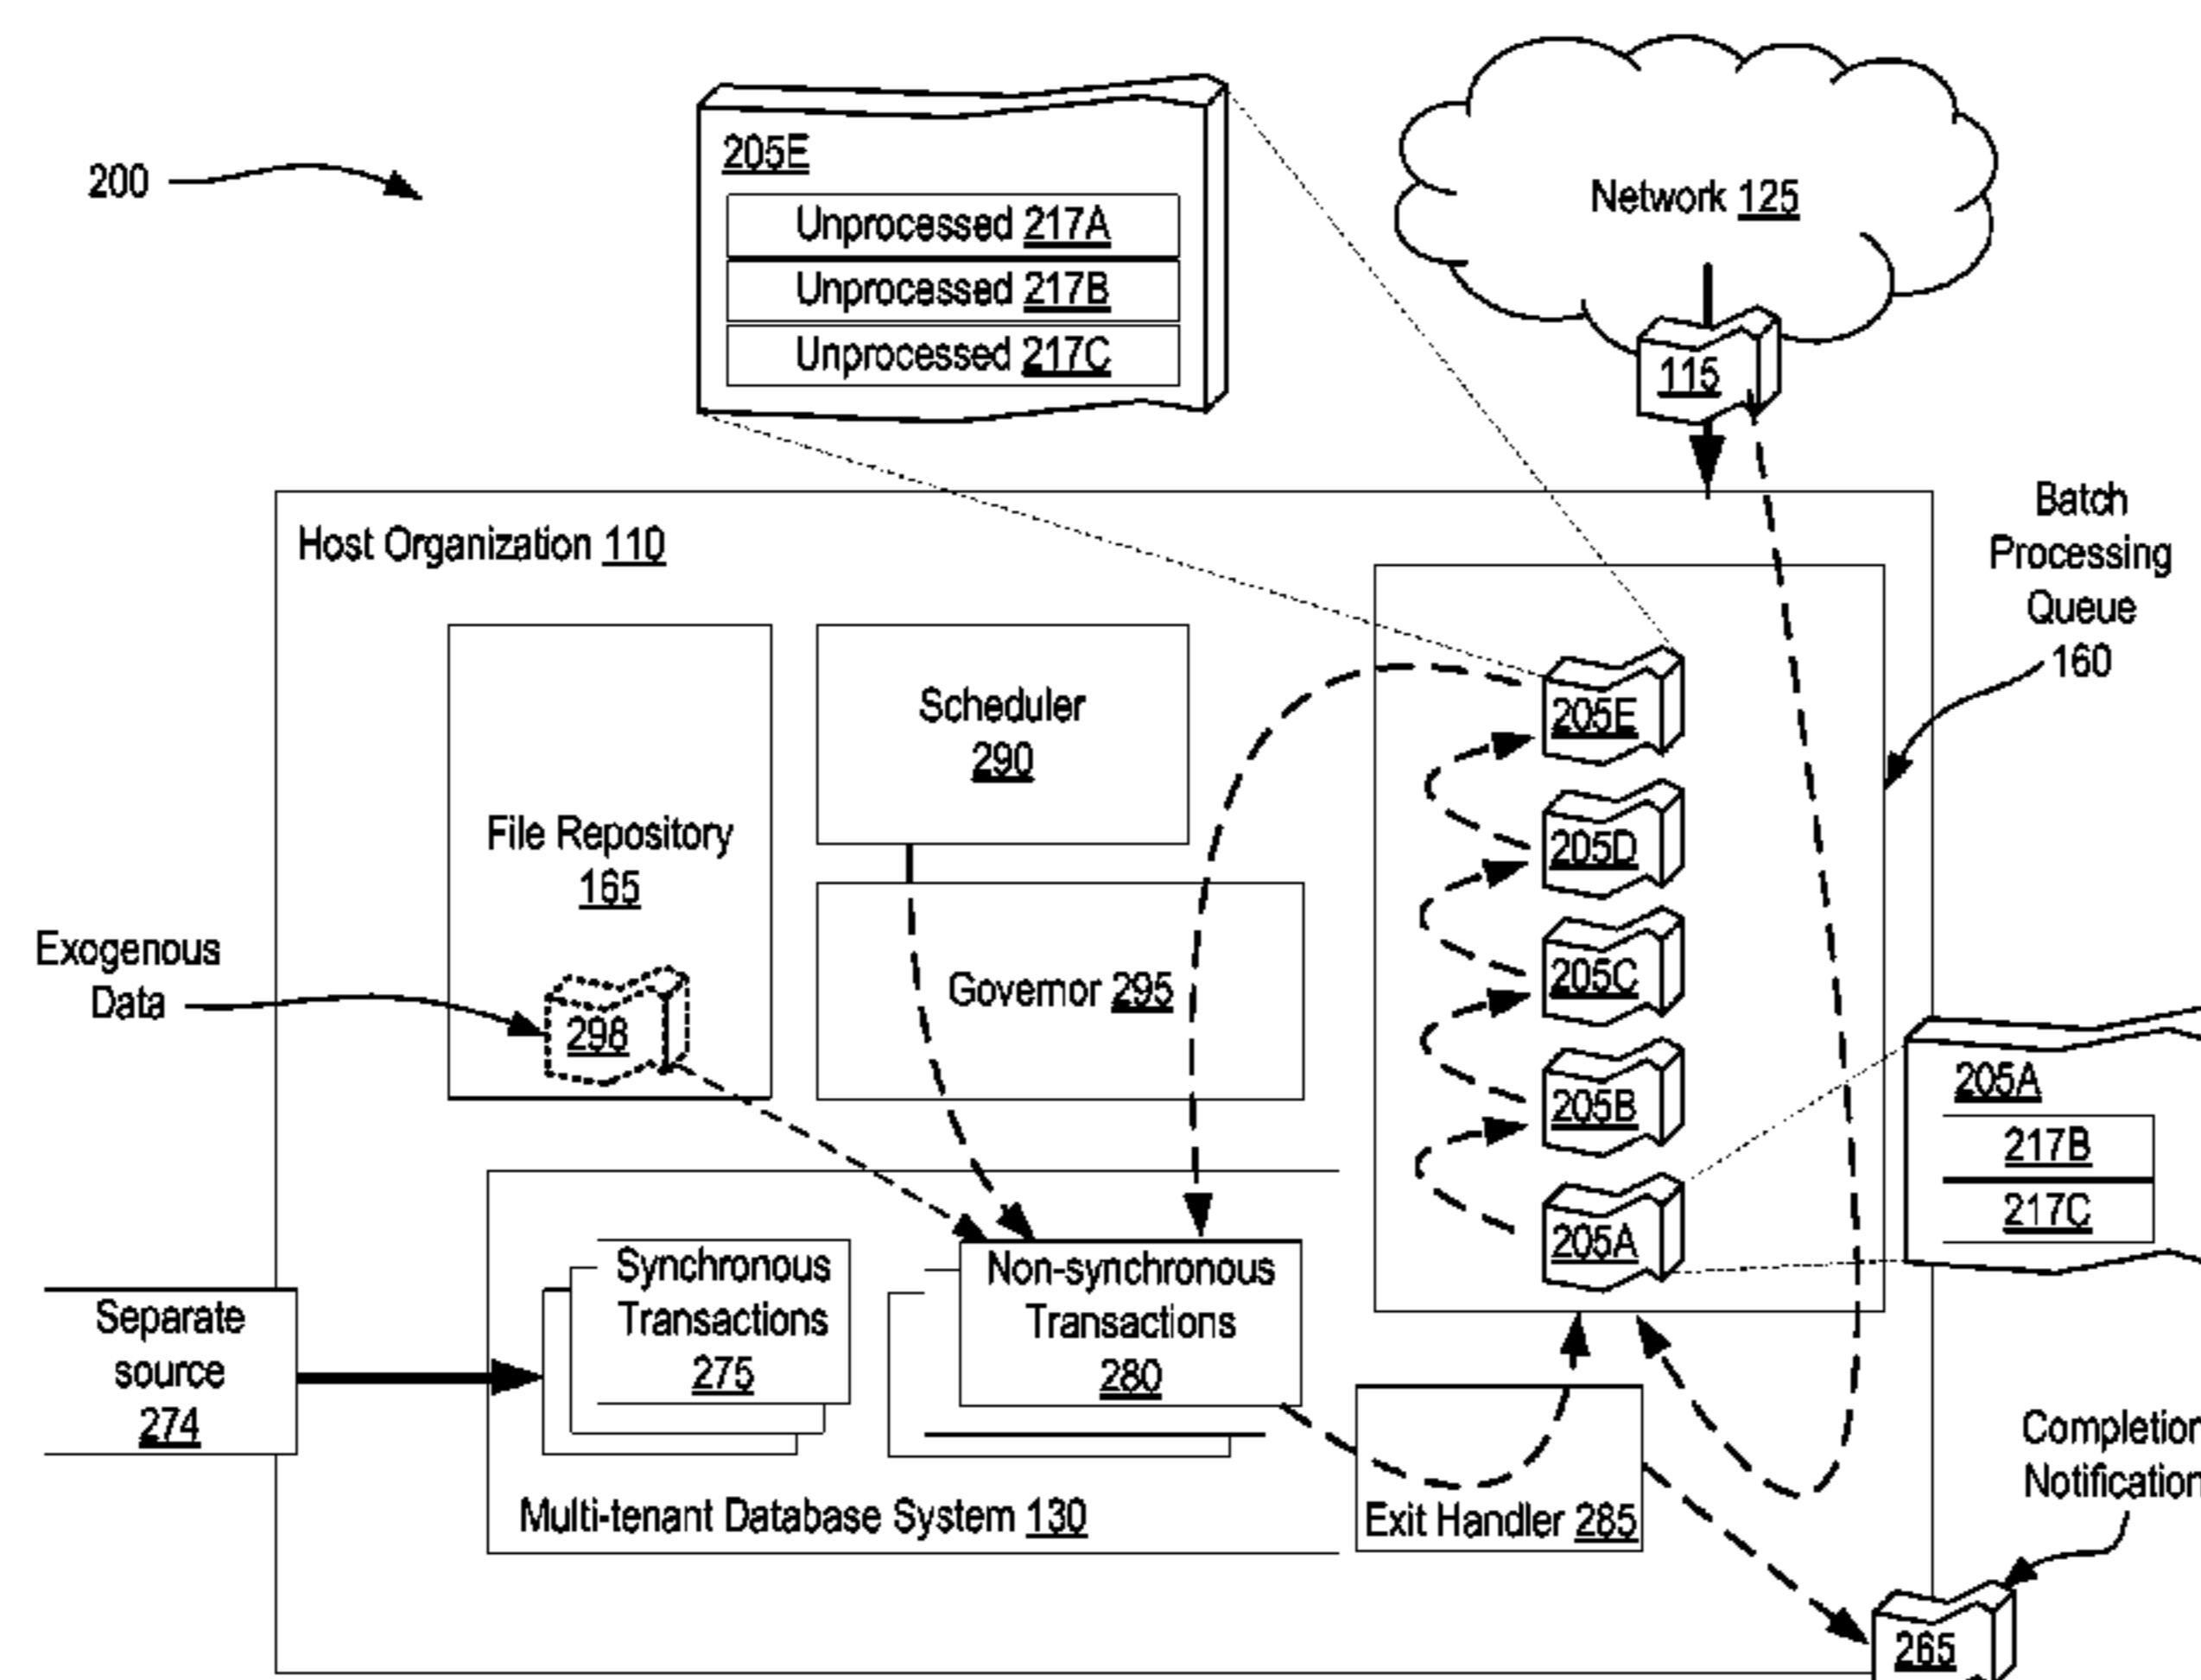 200
205E
Unprocessed 217A
Unprocessed 217B
Unprocessed 217C
Network 125
115
Batch
Processing
Queue
160
Host Organization 110
File Repository
165
Scheduler
290
Governor 295
Exogenous
Data
298
205E
205D
205C
205B
205A
205A
217B
217C
Separate
source
274
Synchronous
Transactions
275
Non-synchronous
Transactions
280
Multi-tenant Database System 130
Exit Handler 285
Completion
Notification
265